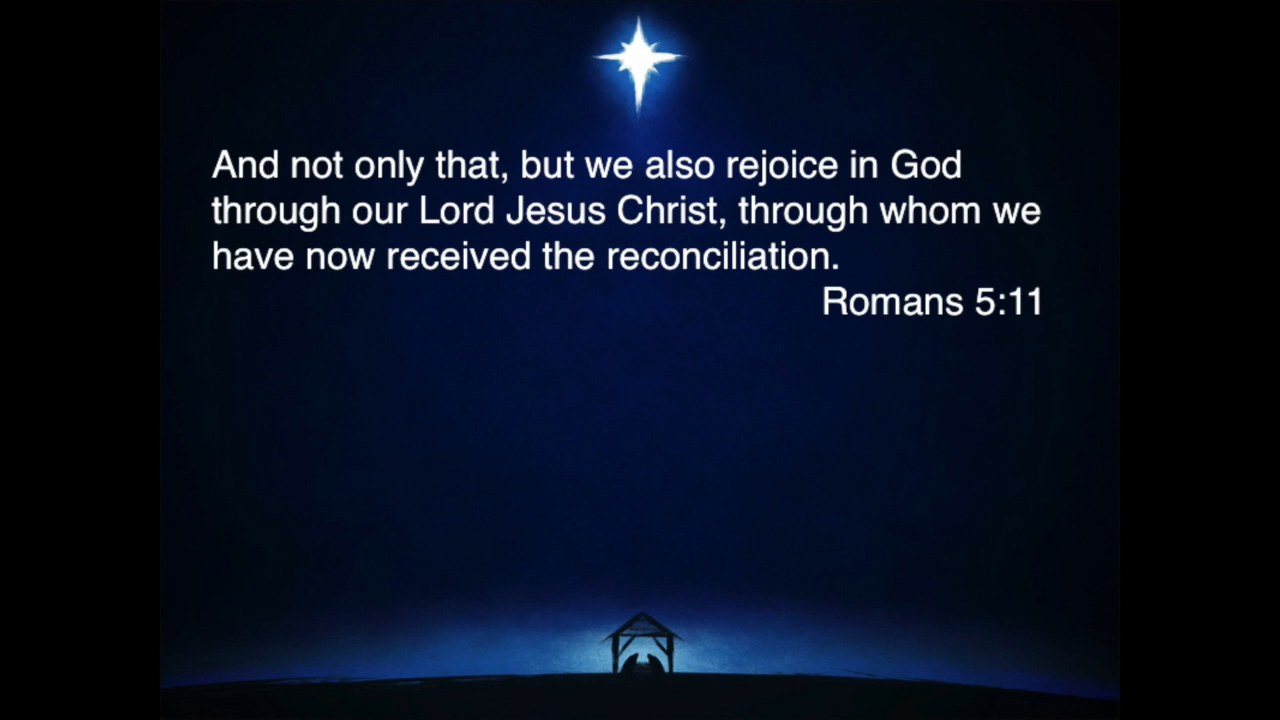 And not only that, but we also rejoice in God
through our Lord Jesus Christ, through whom we
have now received the reconciliation.
Romans 5:11